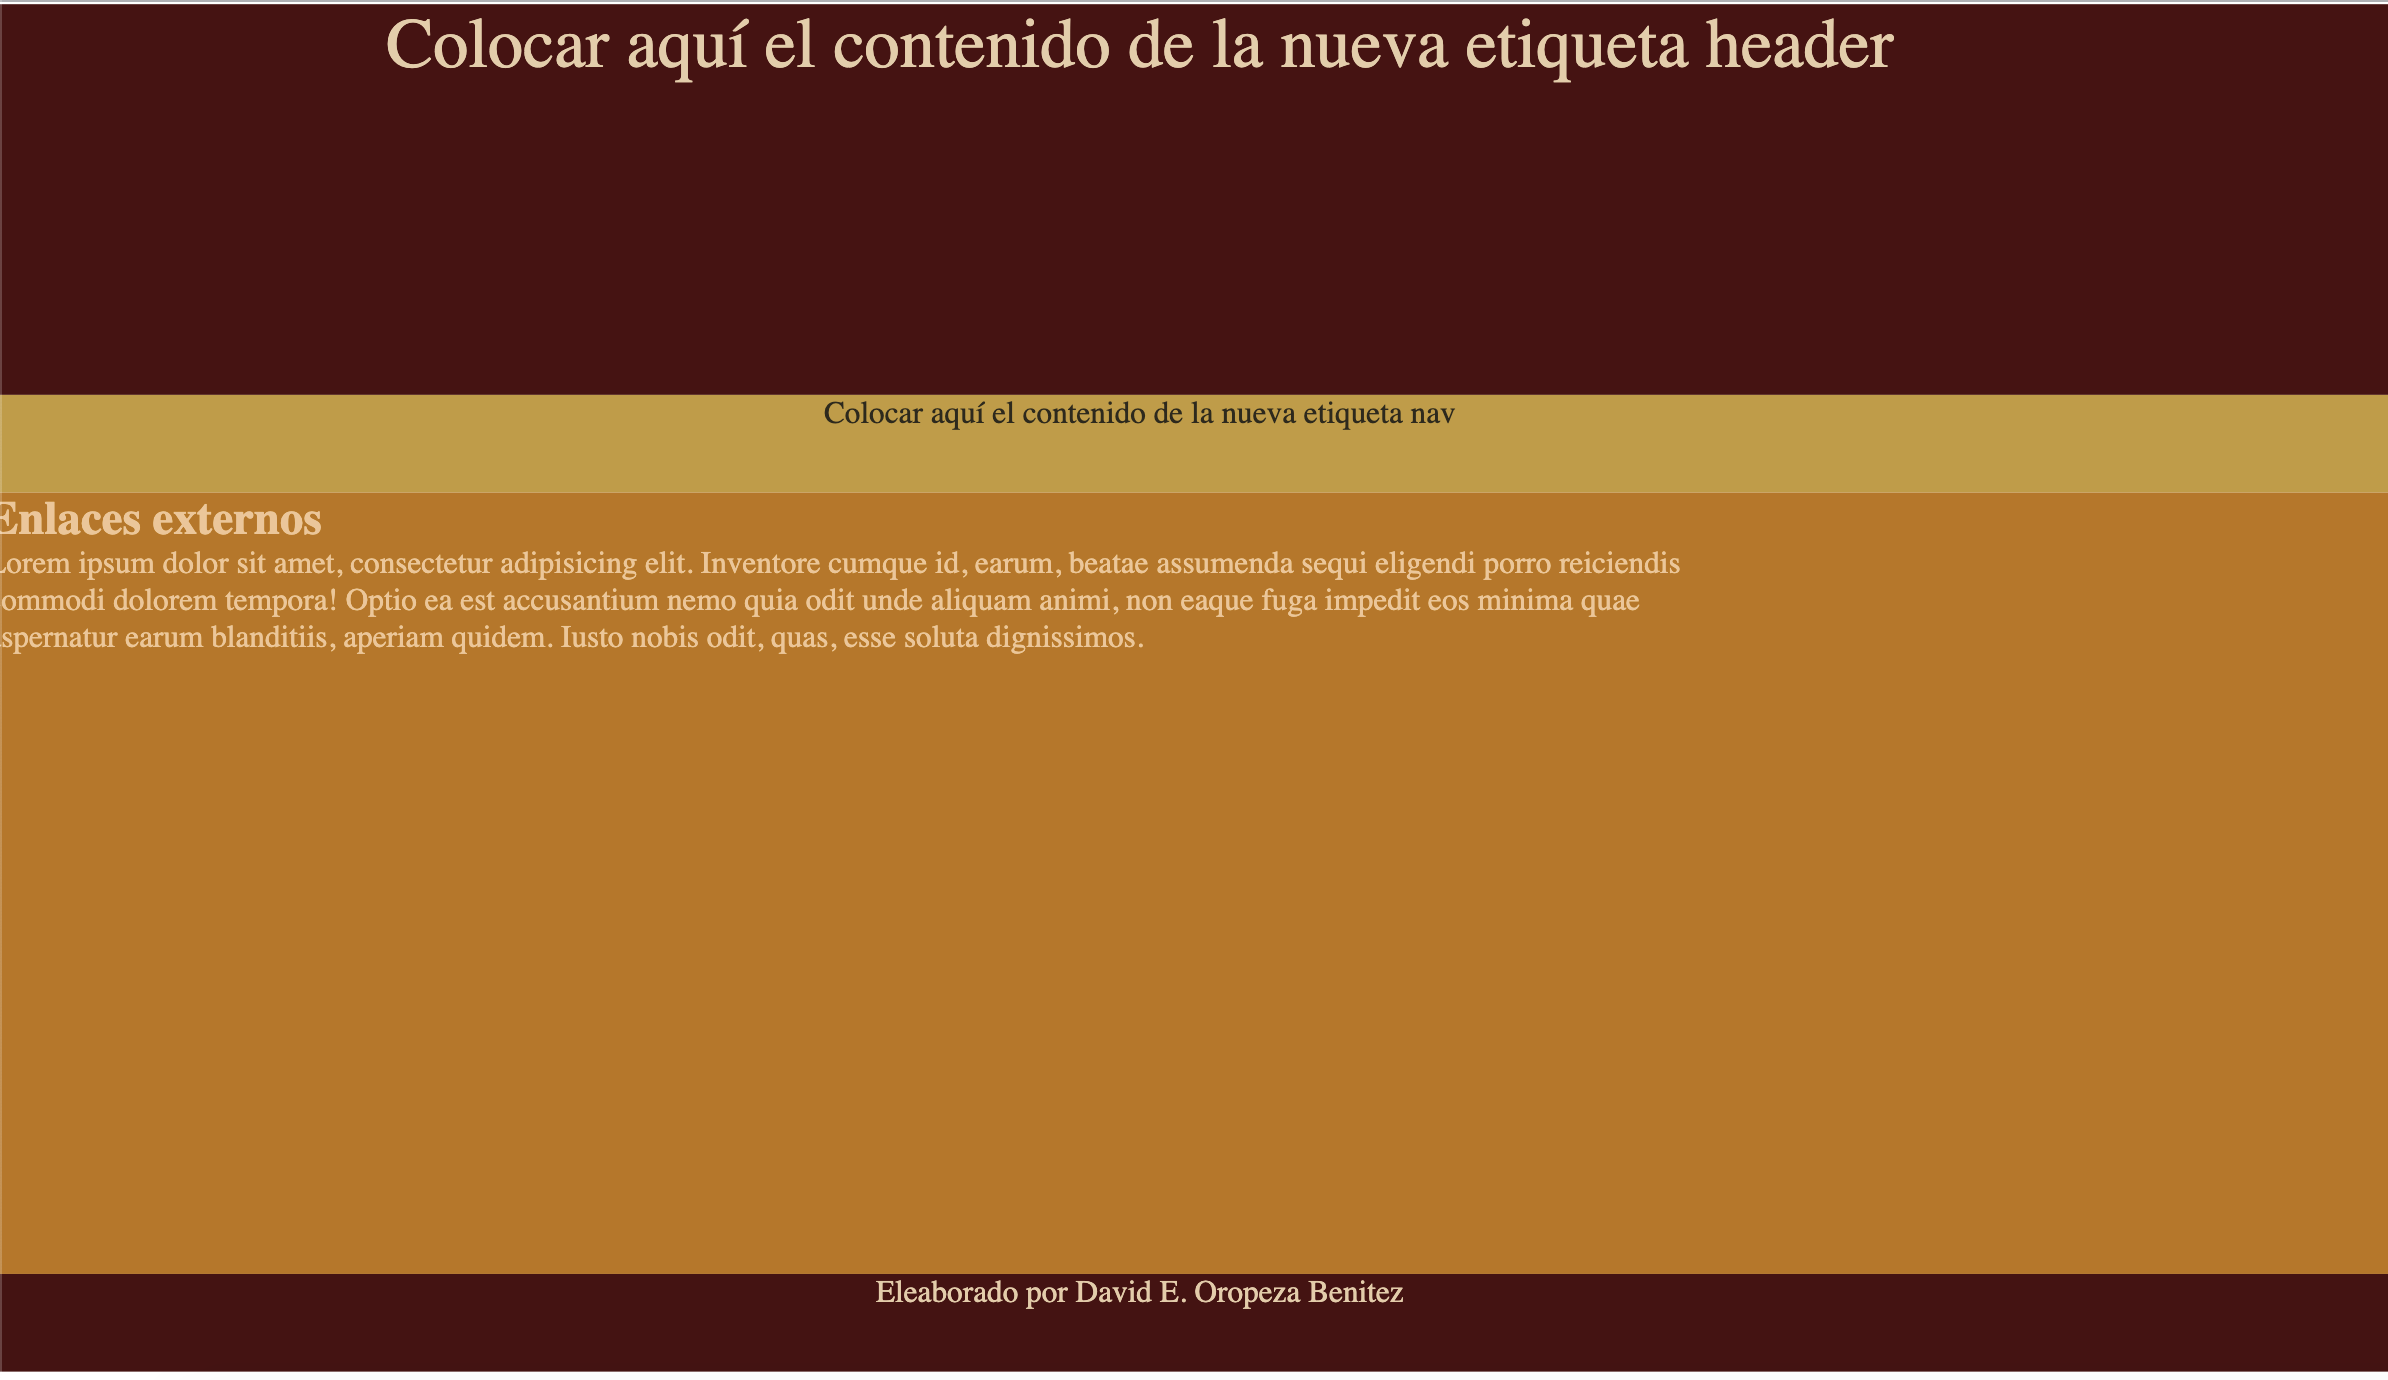 Colocar aquí el contenido de la nueva etiqueta header
Colocar aquí el contenido de la nueva etiqueta nav
Enlaces externos
Lorem ipsum dolor sit amet, consectetur adipisicing elit. Inventore cumque id, earum, beatae assumenda sequi eligendi porro reiciendis
ommodi dolorem tempora! Optio ea est accusantium nemo quia odit unde aliquam animi, non eaque fuga impedit eos minima quae
spernatur earum blanditiis, aperiam quidem. Iusto nobis odit, quas, esse soluta dignissimos.
Eleaborado por David E. Oropeza Benitez